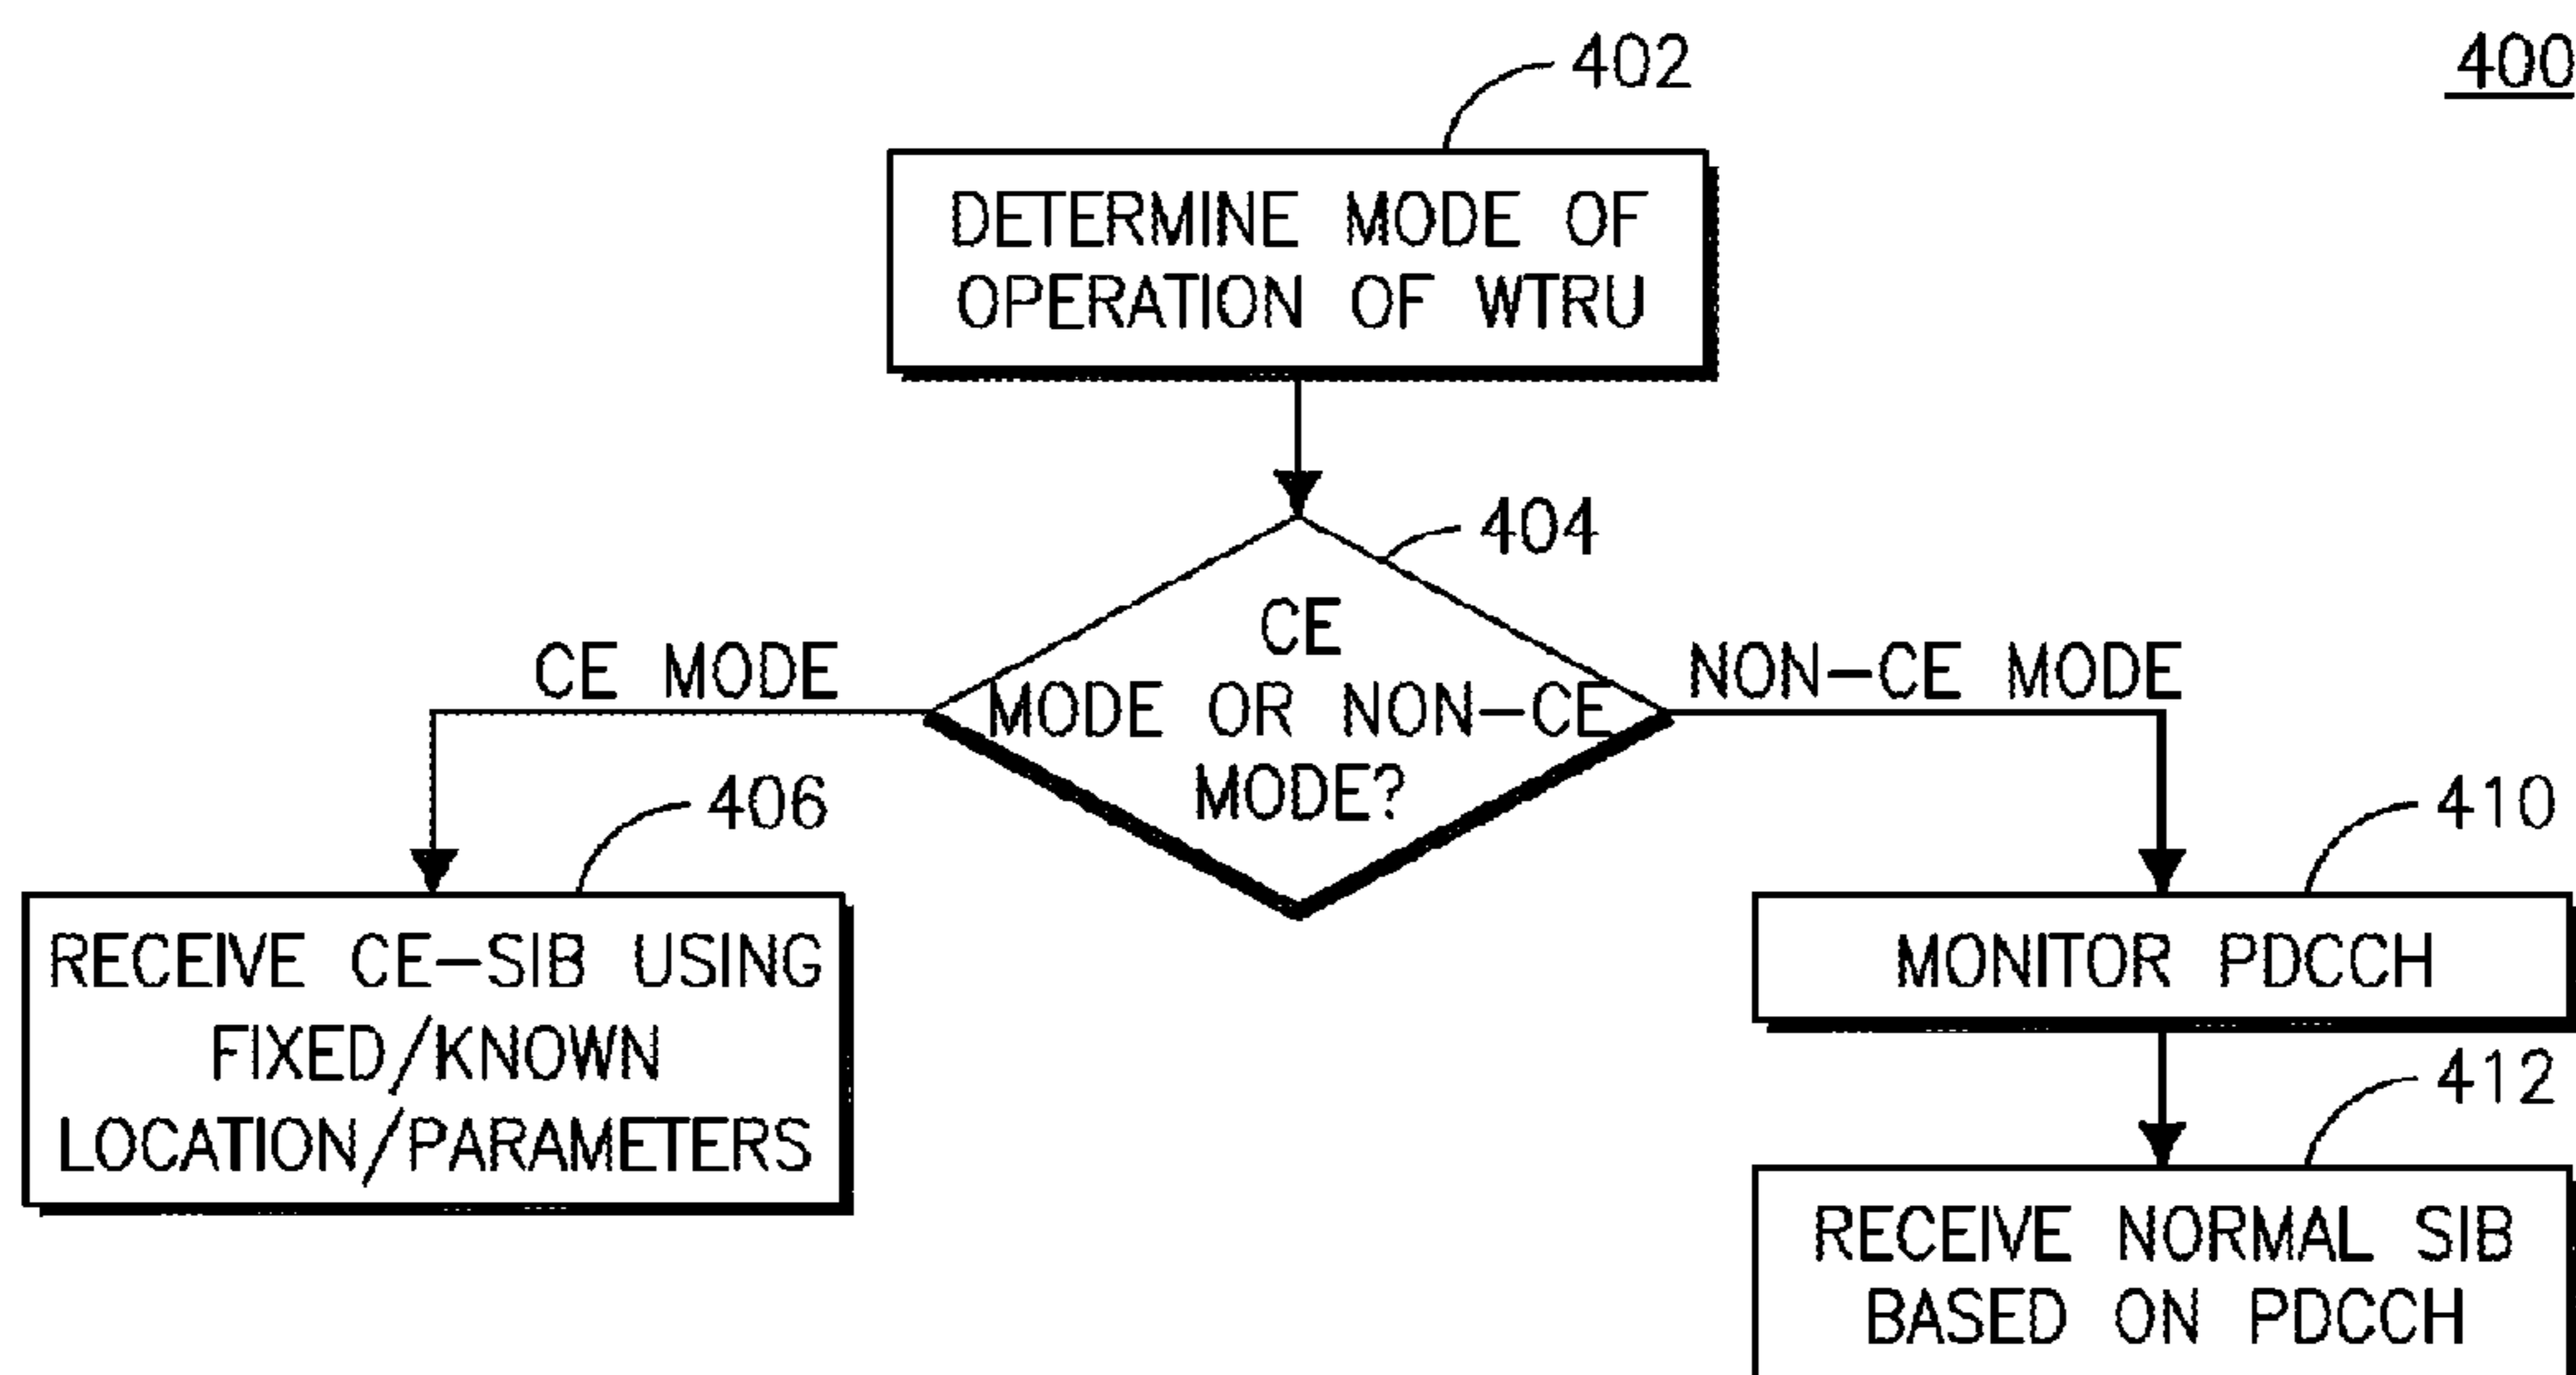 402
400
DETERMINE MODE OF
OPERATION OF WTRU
404
CE
MODE OR NON-CE
MODE?
CE MODE
NON-CE MODE
406
410
RECEIVE CE-SIB USING
FIXED/KNOWN
LOCATION/PARAMETERS
MONITOR PDCCH
412
RECEIVE NORMAL SIB
BASED ON PDCCH